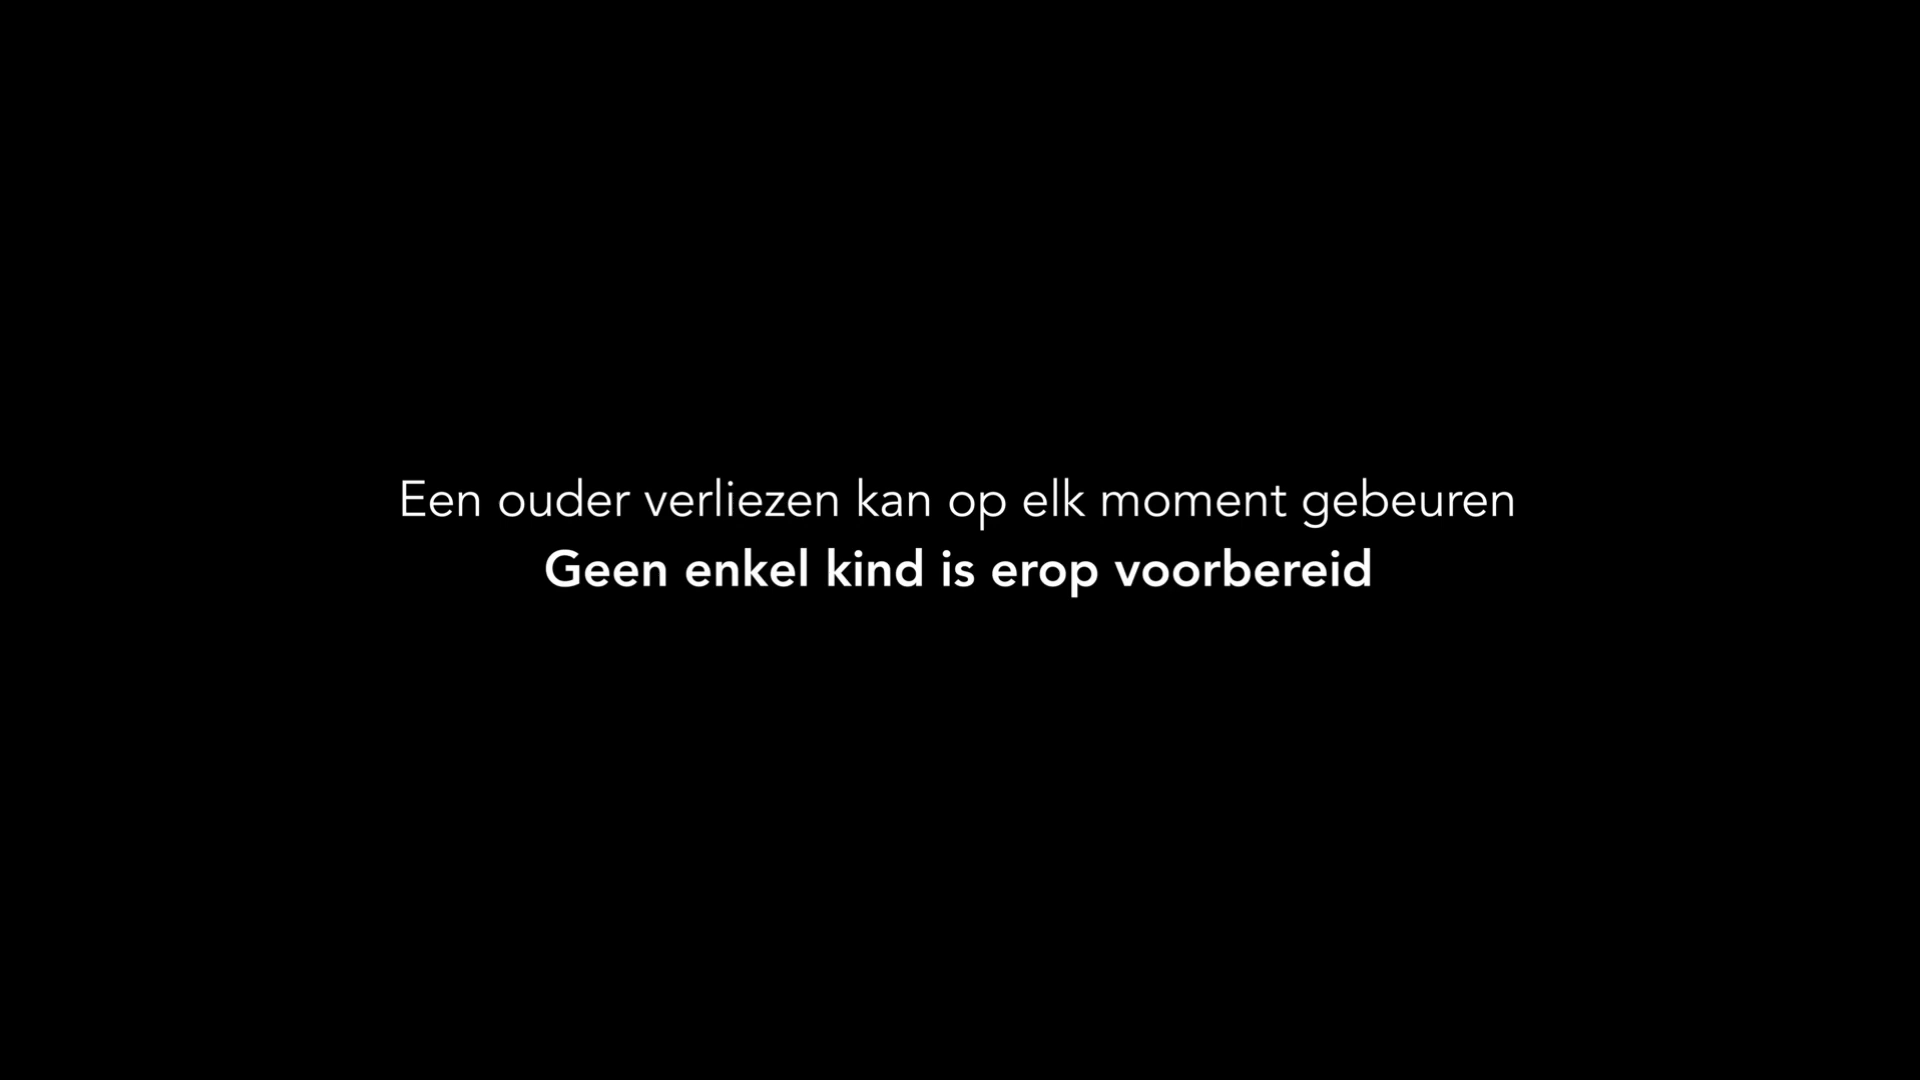 Een ouder verliezen kan op elk moment gebeuren
Geen enkel kind is erop voorbereid